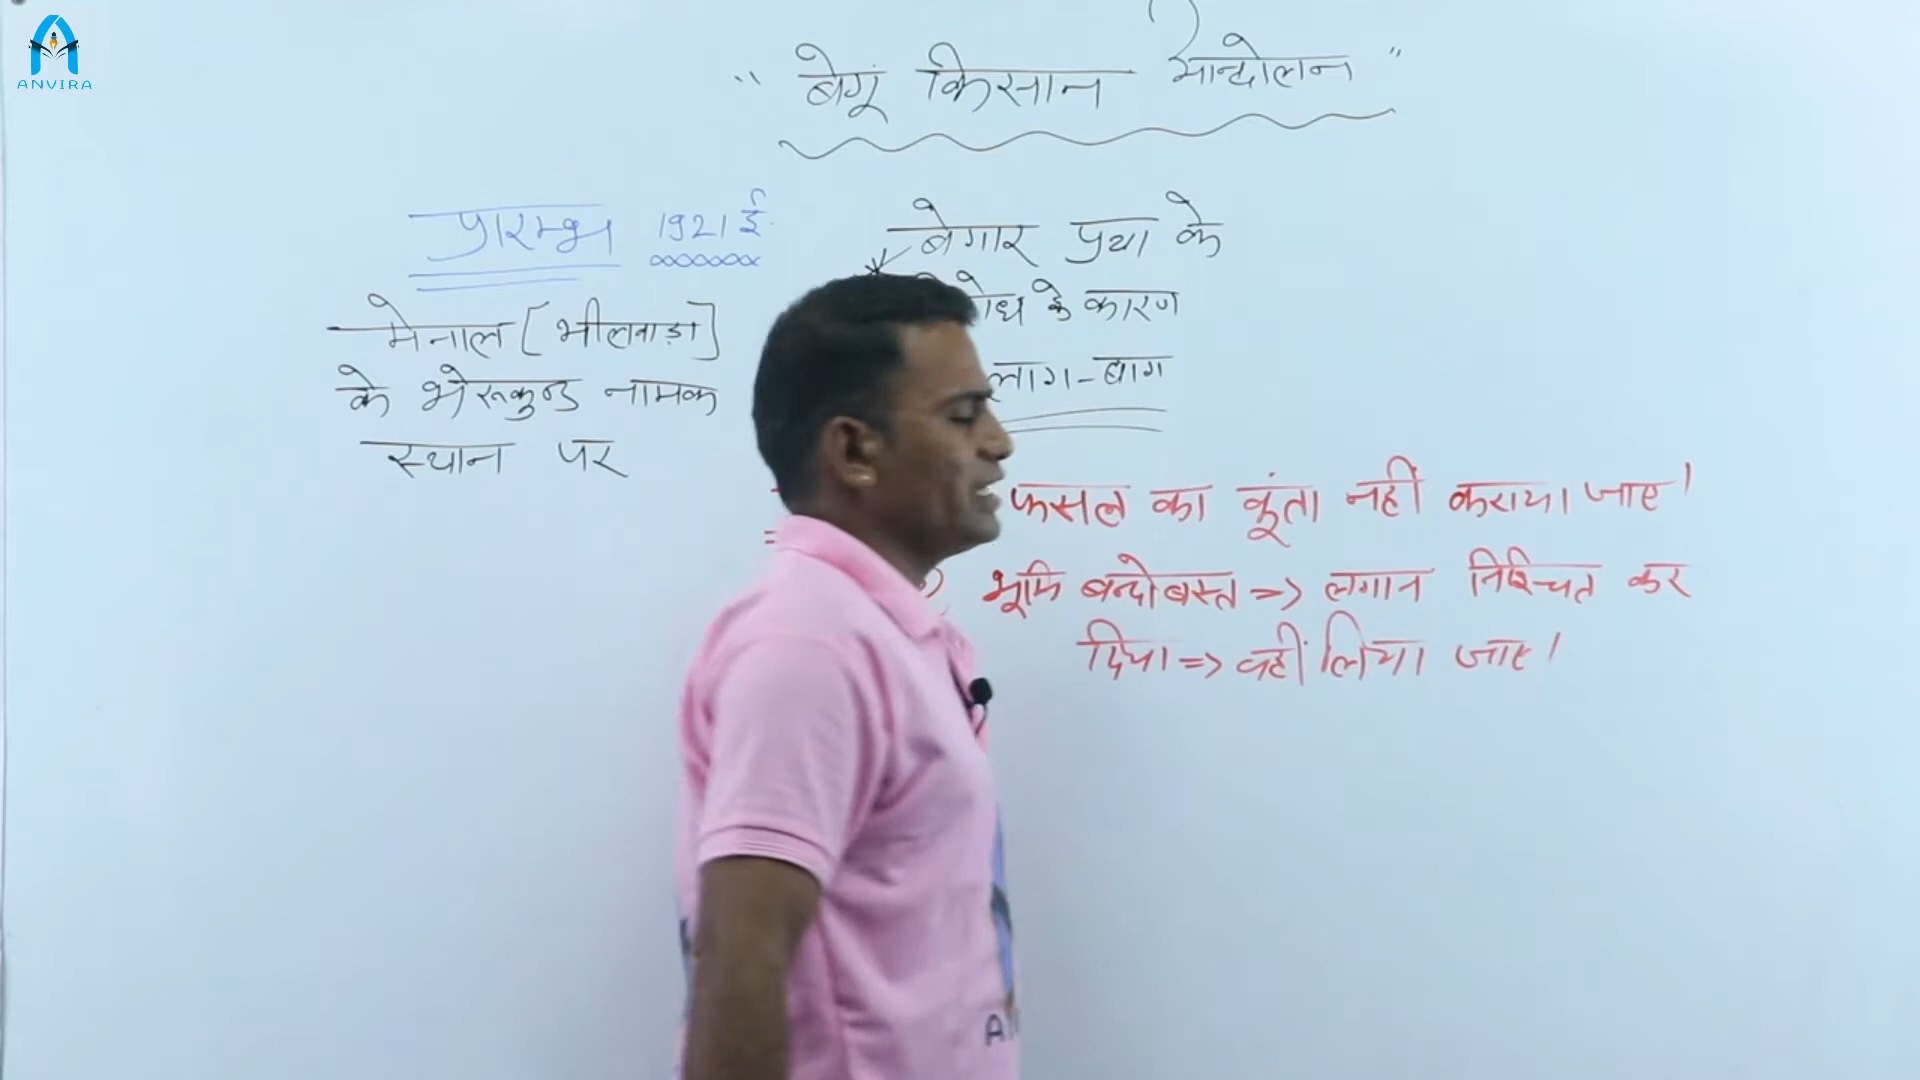 ANVIRA
" बेगूं किसान आन्दोलन "
प्रारम्भ 1921 ई.
मेनाल [भीलवाड़ा]
के भेरूकुण्ड नामक
स्थान पर
बेगार प्रथा के
के कारण
लाग-बाग
फसल का कूंता नहीं कराया जाए।
भूमि बन्दोबस्त => लगान निश्चित कर
दिया => वहीं लिया जाए।